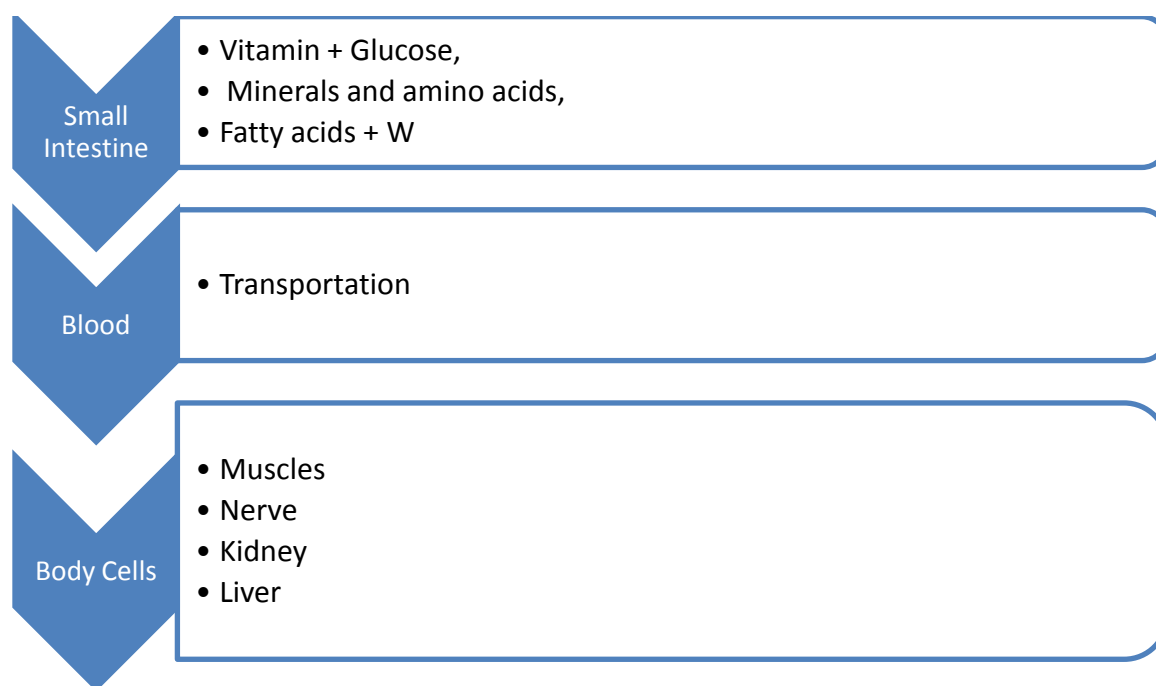 Small
Intestine
• Vitamin + Glucose,
• Minerals and amino acids,
• Fatty acids + W
Blood
• Transportation
Body Cells
• Muscles
• Nerve
• Kidney
• Liver